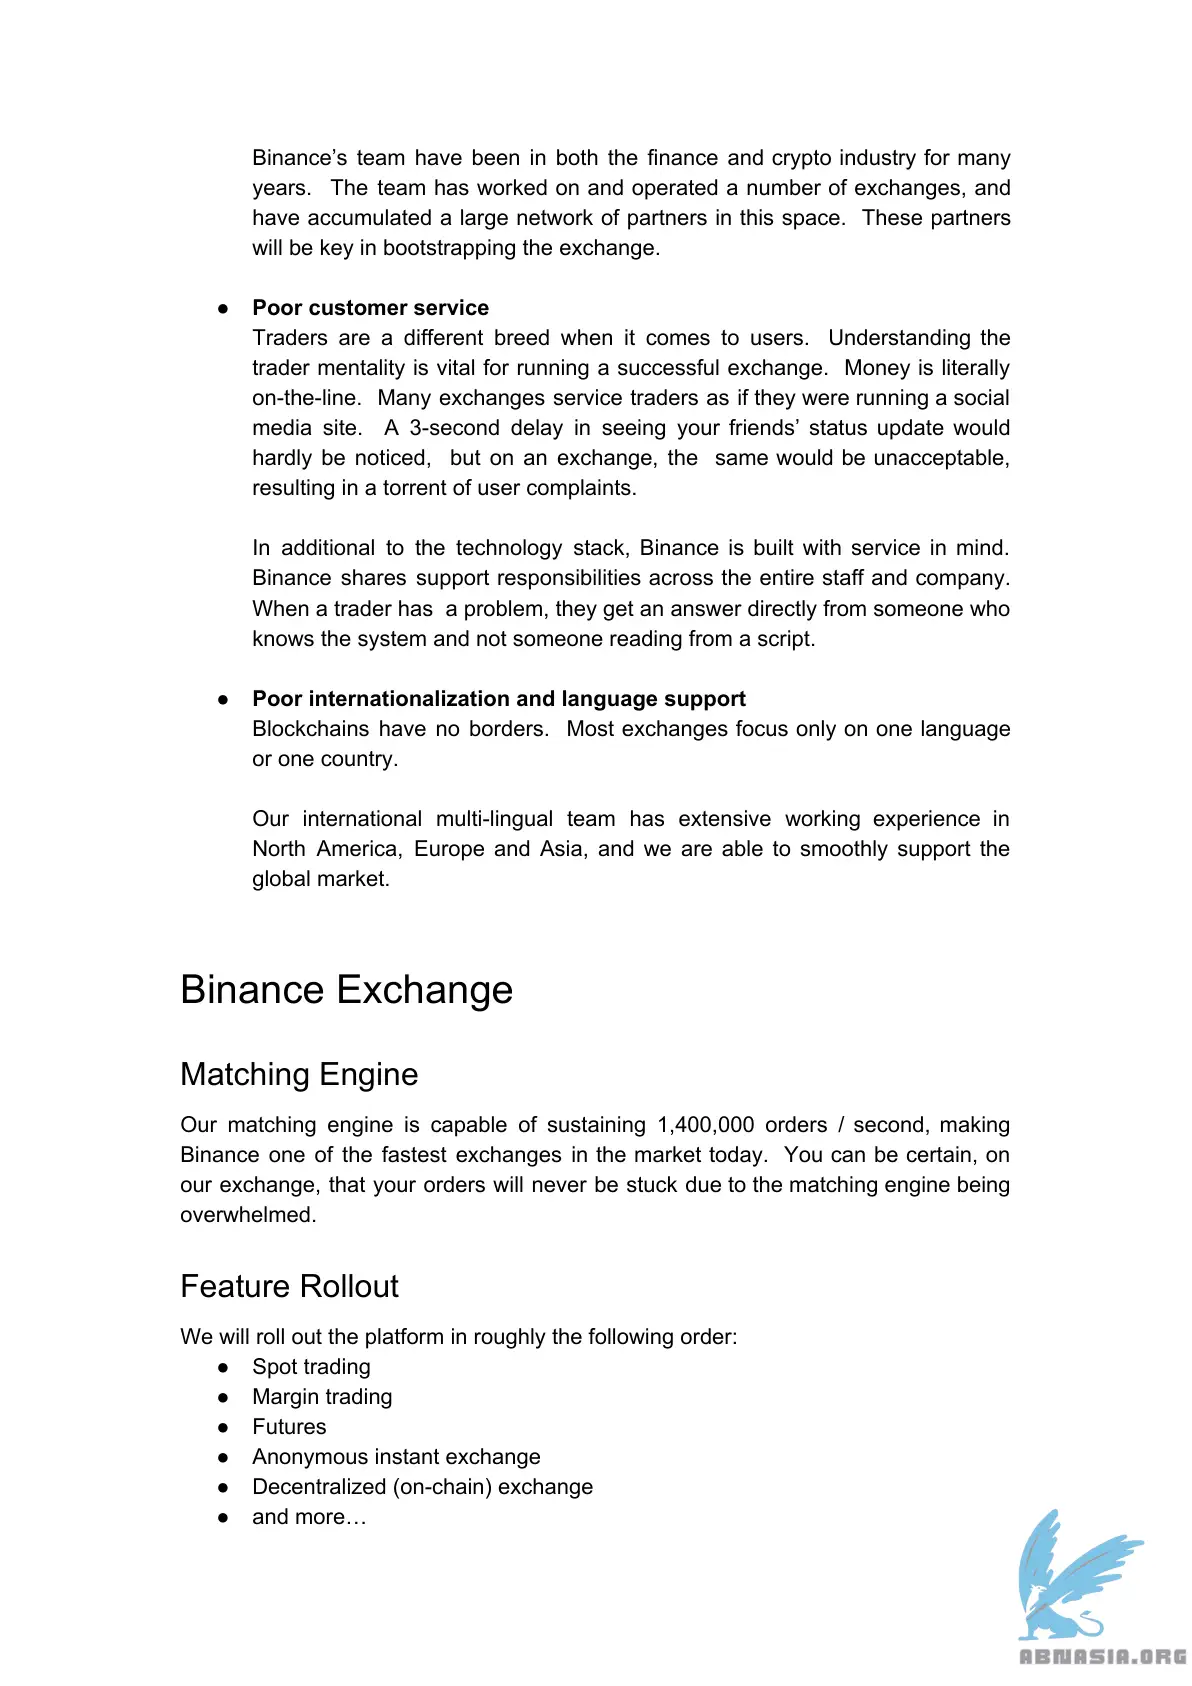 Binance’s team have been in both the finance and crypto industry for many
years. The team has worked on and operated a number of exchanges, and
have accumulated a large network of partners in this space. These partners
will be key in bootstrapping the exchange.
● Poor customer service
Traders are a different breed when it comes to users. Understanding the
trader mentality is vital for running a successful exchange. Money is literally
on-the-line. Many exchanges service traders as if they were running a social
media site. A 3-second delay in seeing your friends’ status update would
hardly be noticed, but on an exchange, the same would be unacceptable,
resulting in a torrent of user complaints.
In additional to the technology stack, Binance is built with service in mind.
Binance shares support responsibilities across the entire staff and company.
When a trader has a problem, they get an answer directly from someone who
knows the system and not someone reading from a script.
● Poor internationalization and language support
Blockchains have no borders. Most exchanges focus only on one language
or one country.
Our international multi-lingual team has extensive working experience in
North America, Europe and Asia, and we are able to smoothly support the
global market.
Binance Exchange
Matching Engine
Our matching engine is capable of sustaining 1,400,000 orders / second, making
Binance one of the fastest exchanges in the market today. You can be certain, on
our exchange, that your orders will never be stuck due to the matching engine being
overwhelmed.
Feature Rollout
We will roll out the platform in roughly the following order:
● Spot trading
● Margin trading
● Futures
● Anonymous instant exchange
● Decentralized (on-chain) exchange
● and more…
ABNASIA.ORG